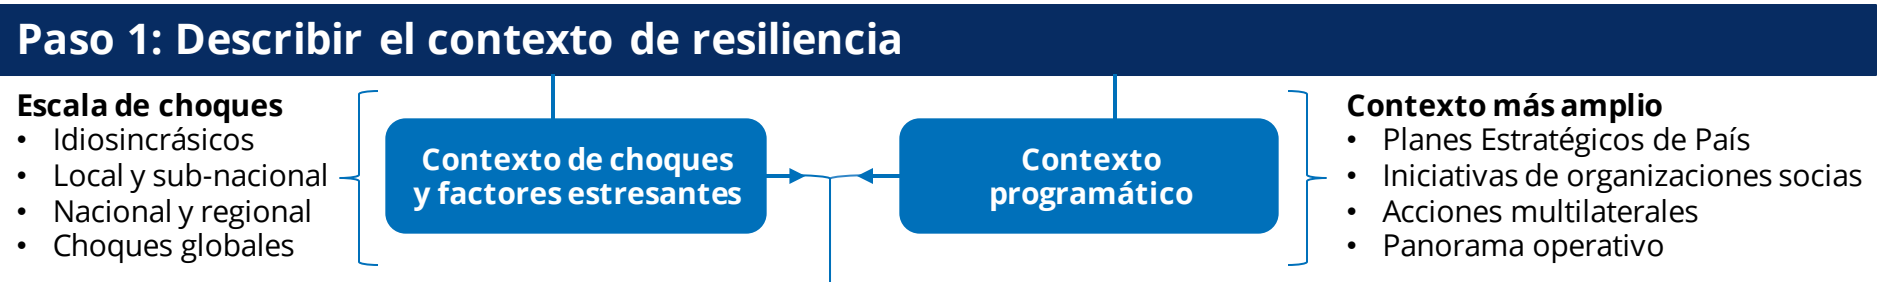 Paso 1: Describir el contexto de resiliencia
Escala de choques
• Idiosincrásicos
• Local y sub-nacional
• Nacional y regional
• Choques globales
Contexto de choques
y factores estresantes
Contexto
programático
Contexto más amplio
• Planes Estratégicos de País
• Iniciativas de organizaciones socias
• Acciones multilaterales
• Panorama operativo